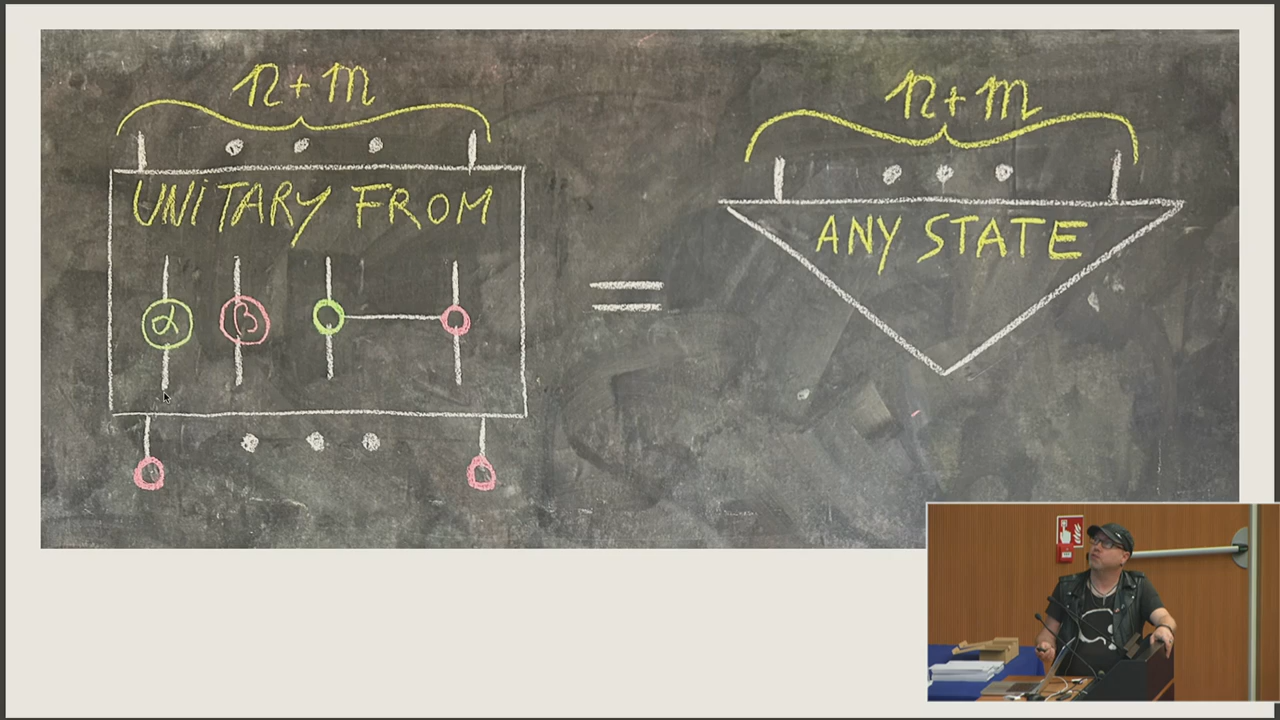 n+m
UNITARY FROM
α β
=
n+m
ANY STATE